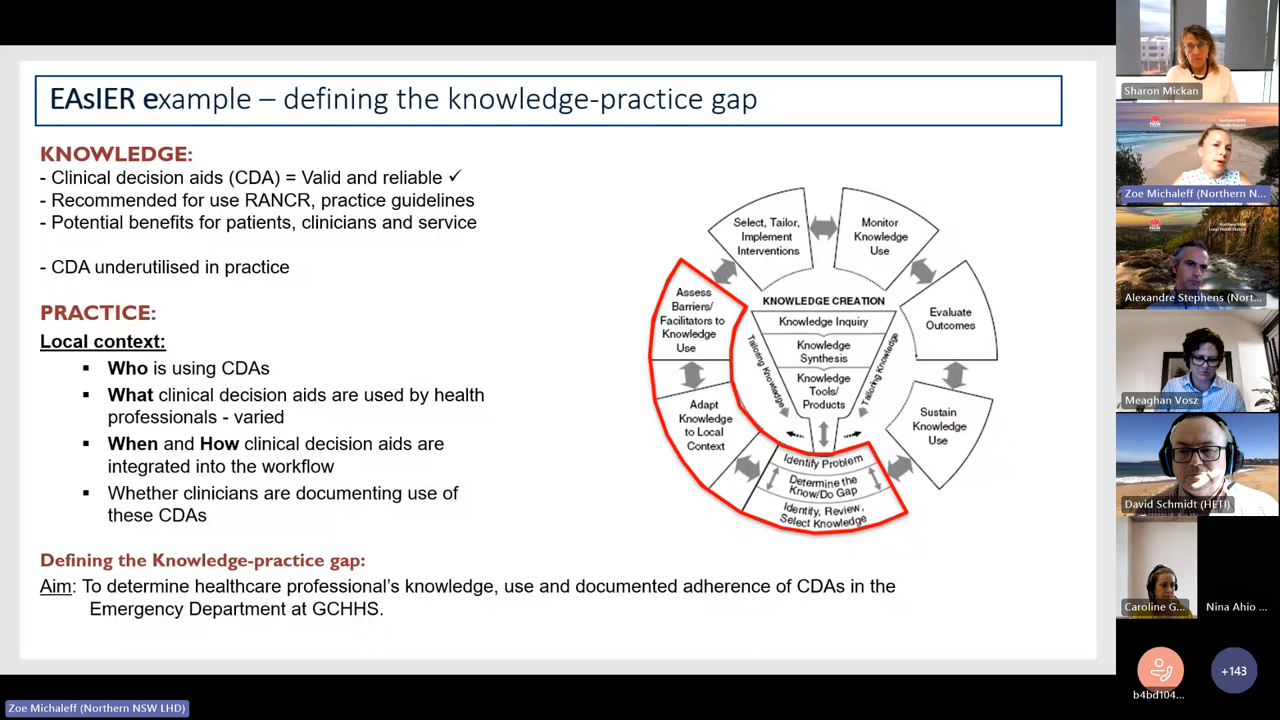 EAsIER example – defining the knowledge-practice gap
KNOWLEDGE:
- Clinical decision aids (CDA) = Valid and reliable ✓
- Recommended for use RANCR, practice guidelines
- Potential benefits for patients, clinicians and service
- CDA underutilised in practice
PRACTICE:
Local context:
▪ Who is using CDAs
▪ What clinical decision aids are used by health
professionals - varied
▪ When and How clinical decision aids are
integrated into the workflow
▪ Whether clinicians are documenting use of
these CDAs
Defining the Knowledge-practice gap:
Aim: To determine healthcare professional's knowledge, use and documented adherence of CDAs in the
Emergency Department at GCHHS.
Select, Tailor,
Implement
Interventions
Monitor
Knowledge
Use
Assess
Barriers/
Facilitators to
Knowledge
Use
Evaluate
Outcomes
Adapt
Knowledge
to Local
Context
Sustain
Knowledge
Use
KNOWLEDGE CREATION
Knowledge Inquiry
Knowledge
Synthesis
Knowledge
Tools/
Products
Tailoring Knowledge
Tailoring Knowledge
Identify Problem
Determine the
Know/Do Gap
Identify, Review,
Select Knowledge
Sharon Mickan
NSW
Zoe Michaleff (Northern N...
NSW
Alexandre Stephens (Nort...
Meaghan Vosz
David Schmidt (HETI)
Caroline G...
Nina Ahio ...
b4bd104...
+143
Zoe Michaleff (Northern NSW LHD)